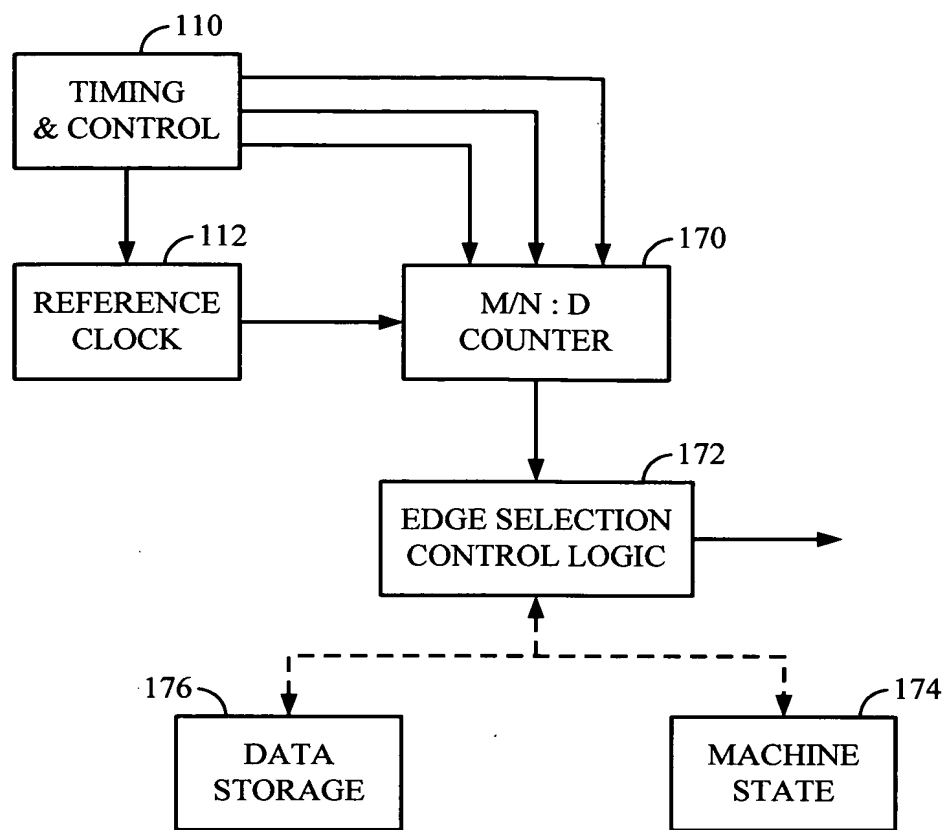 110
TIMING
& CONTROL
112
REFERENCE
CLOCK
170
M/N : D
COUNTER
172
EDGE SELECTION
CONTROL LOGIC
176
DATA
STORAGE
174
MACHINE
STATE